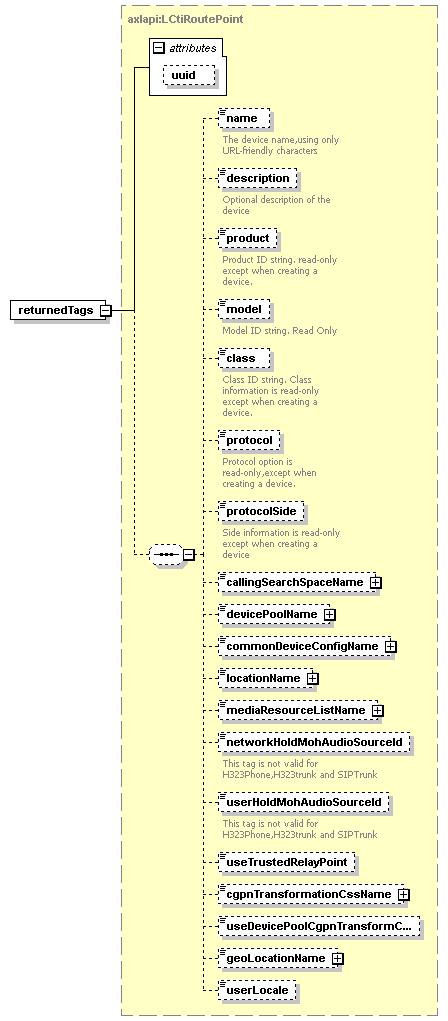 axlapi:LCtiRoutePoint
attributes
uuid
name
The device name,using only
URL-friendly characters
description
Optional description of the
device
product
Product ID string. read-only
except when creating a
device.
returnedTags
model
Model ID string. Read Only
class
Class ID string. Class
information is read-only
except when creating a
device.
protocol
Protocol option is
read-only,except when
creating a device.
protocolSide
Side information is read-only
except when creating a
device
callingSearchSpaceName
devicePoolName
commonDeviceConfigName
locationName
mediaResourceListName
networkHoldMohAudioSourceId
This tag is not valid for
H323Phone,H323trunk and SIPTrunk
userHoldMohAudioSourceId
This tag is not valid for
H323Phone,H323trunk and SIPTrunk
useTrustedRelayPoint
cgpnTransformationCssName
useDevicePoolCgpnTransformC...
geoLocationName
userLocale